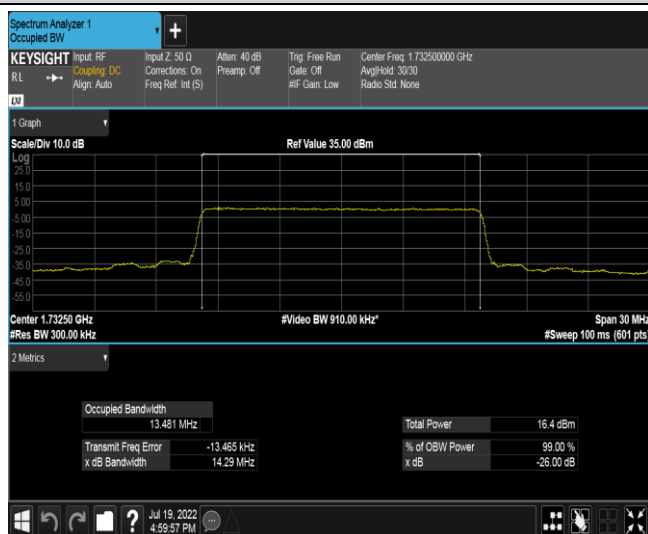 Spectrum Analyzer 1
Occupied BW
+
KEYSIGHT
R L
LXI
Input: RF
Coupling: DC
Align: Auto
Input Z: 50 Ω
Corrections: On
Freq Ref: Int (S)
Atten: 40 dB
Preamp: Off
Trig: Free Run
Gate: Off
#IF Gain: Low
Center Freq: 1.732500000 GHz
Avg|Hold: 30/30
Radio Std: None
1 Graph
Scale/Div 10.0 dB
Ref Value 35.00 dBm
Log
25.0
15.0
5.00
-5.00
-15.0
-25.0
-35.0
-45.0
-55.0
Center 1.73250 GHz
#Video BW 910.00 kHz*
Span 30 MHz
#Res BW 300.00 kHz
#Sweep 100 ms (601 pts)
2 Metrics
Occupied Bandwidth
13.481 MHz
Total Power 16.4 dBm
Transmit Freq Error -13.465 kHz
% of OBW Power 99.00 %
x dB Bandwidth 14.29 MHz
x dB -26.00 dB
?
Jul 19, 2022
4:59:57 PM